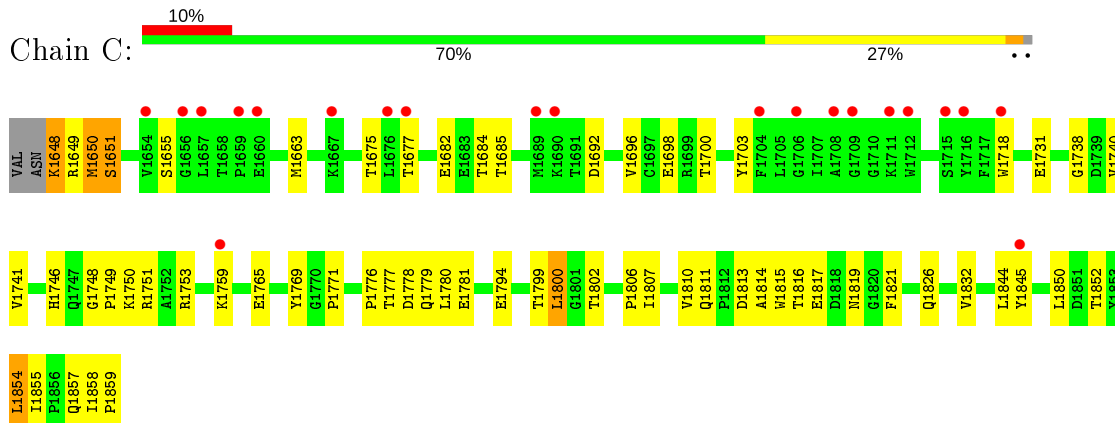 10%
Chain C:
70% 27% • •
VAL ASN K1648 R1649 M1650 S1651 V1654 S1655 G1656 L1657 T1658 P1659 E1660 M1663 K1667 T1675 L1676 T1677 E1682 E1683 T1684 T1685 M1689 K1690 T1691 D1692 V1696 C1697 E1698 R1699 T1700 Y1703 F1704 L1705 G1706 I1707 A1708 G1709 G1710 K1711 W1712 S1715 Y1716 F1717 W1718 E1731 G1738 D1739 V1740
V1741 H1746 Q1747 G1748 P1749 K1750 R1751 A1752 R1753 K1759 E1765 Y1769 G1770 P1771 P1776 T1777 D1778 Q1779 L1780 E1781 E1794 T1799 L1800 G1801 T1802 P1806 I1807 V1810 Q1811 P1812 D1813 A1814 W1815 T1816 E1817 D1818 N1819 G1820 F1821 Q1826 V1832 L1844 Y1845 L1850 D1851 T1852 Y1853
L1854 I1855 P1856 Q1857 I1858 P1859